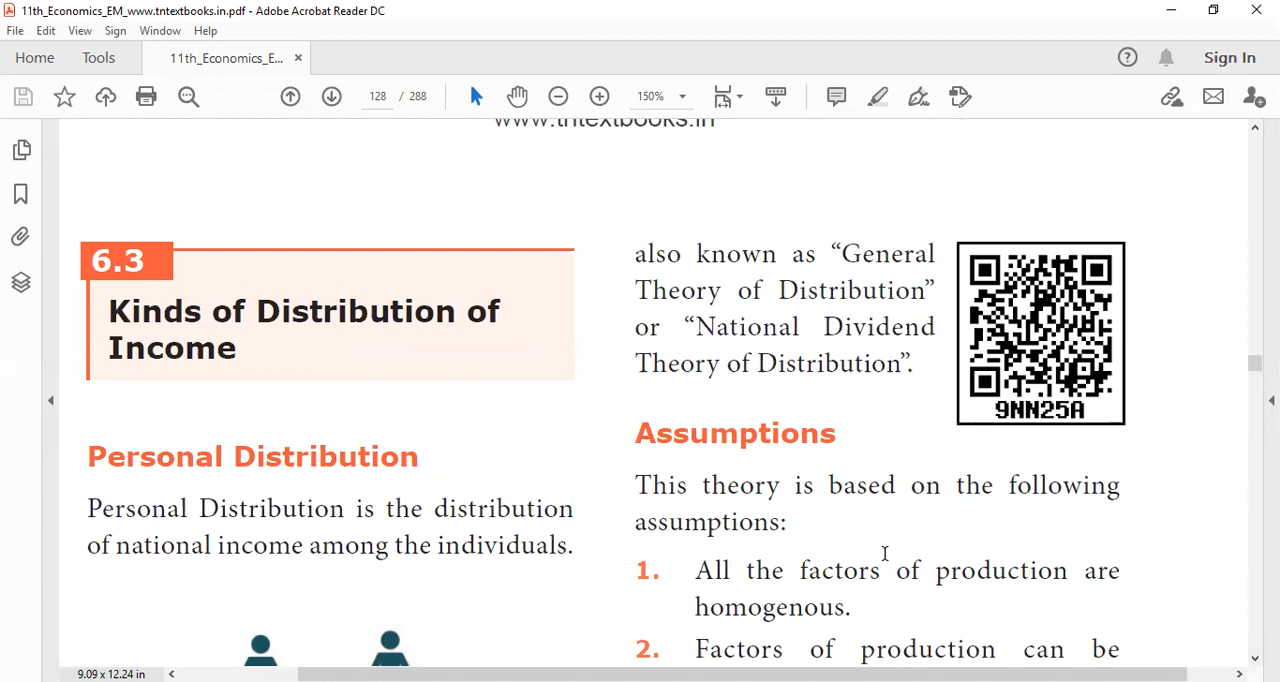 11th_Economics_EM_www.tntextbooks.in.pdf - Adobe Acrobat Reader DC
File Edit View Sign Window Help
Home Tools 11th_Economics_E... × Sign In
128 / 288 150%
www.tntextbooks.in
6.3
Kinds of Distribution of
Income
Personal Distribution
Personal Distribution is the distribution
of national income among the individuals.
also known as “General
Theory of Distribution”
or “National Dividend
Theory of Distribution”.
9NN25A
Assumptions
This theory is based on the following
assumptions:
1. All the factors of production are
homogenous.
2. Factors of production can be
9.09 x 12.24 in